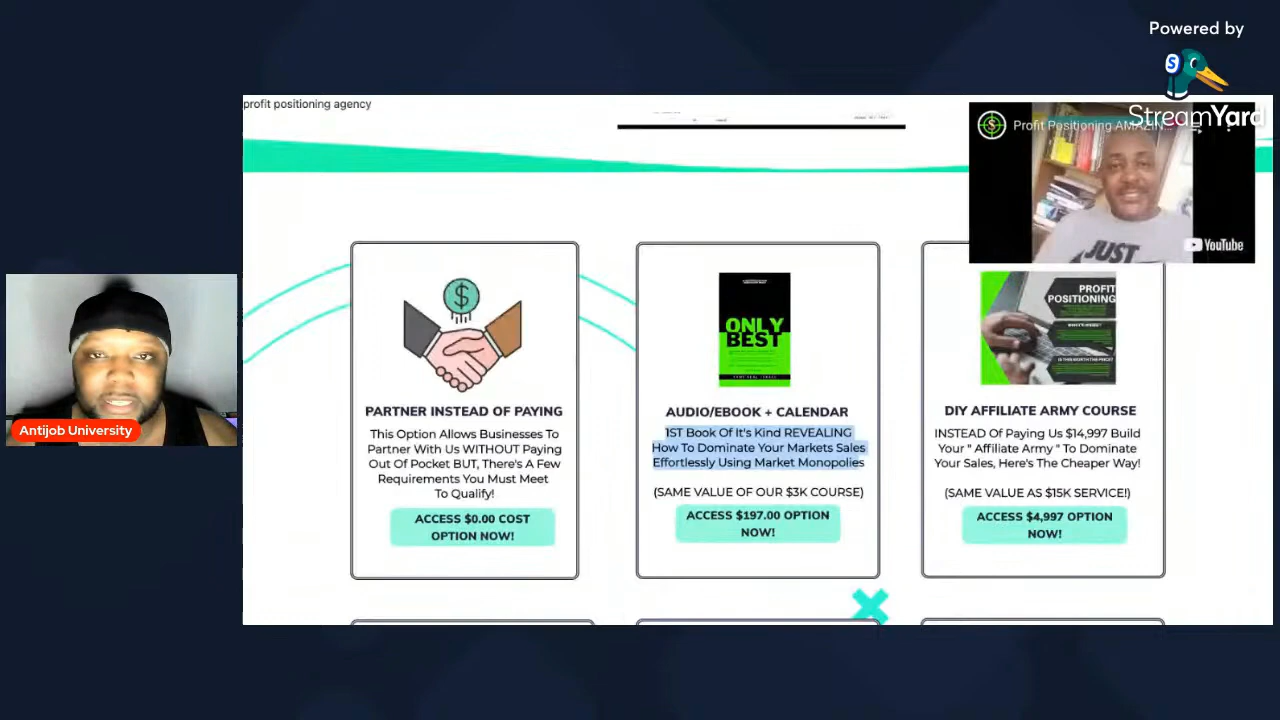 Powered by
StreamYard
profit positioning agency
Profit Positioning AMAZIN...
JUST
YouTube
Antijob University
ONLY
BEST
PROFIT
POSITIONING
PARTNER INSTEAD OF PAYING
This Option Allows Businesses To
Partner With Us WITHOUT Paying
Out Of Pocket BUT, There's A Few
Requirements You Must Meet
To Qualify!
ACCESS $0.00 COST
OPTION NOW!
AUDIO/EBOOK + CALENDAR
1ST Book Of It's Kind REVEALING
How To Dominate Your Markets Sales
Effortlessly Using Market Monopolies
(SAME VALUE OF OUR $3K COURSE)
ACCESS $197.00 OPTION
NOW!
DIY AFFILIATE ARMY COURSE
INSTEAD Of Paying Us $14,997 Build
Your " Affiliate Army " To Dominate
Your Sales, Here's The Cheaper Way!
(SAME VALUE AS $15K SERVICE!)
ACCESS $4,997 OPTION
NOW!